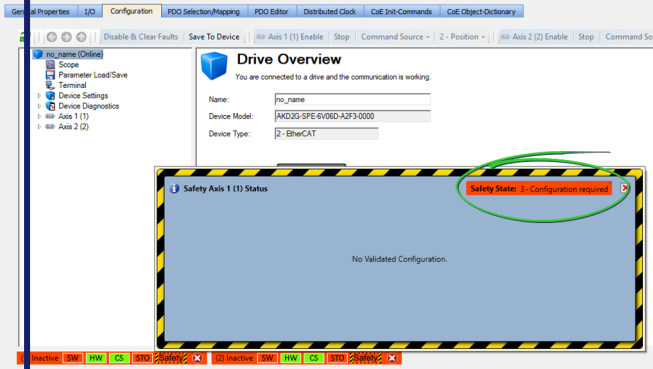 General Properties I/O Configuration PDO Selection/Mapping PDO Editor Distributed Clock CoE Init-Commands CoE Object-Dictionary
Disable & Clear Faults Save To Device Axis 1 (1) Enable Stop Command Source 2 - Position Axis 2 (2) Enable Stop Command So
no_name (Online)
Scope
Parameter Load/Save
Terminal
Device Settings
Device Diagnostics
Axis 1 (1)
Axis 2 (2)
Drive Overview
You are connected to a drive and the communication is working.
Name: no_name
Device Model: AKD2G-SPE-6V06D-A2F3-0000
Device Type: 2 - EtherCAT
Safety Axis 1 (1) Status
Safety State: 3 - Configuration required
No Validated Configuration.
Inactive SW HW CS STO Safety (2) Inactive SW HW CS STO Safety